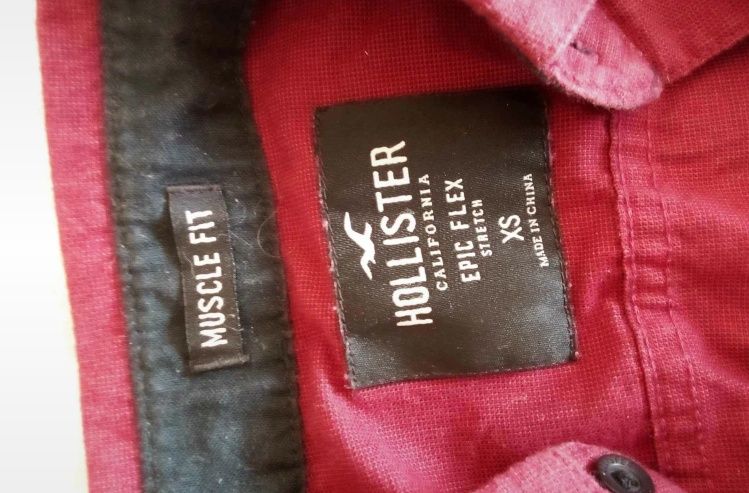 MUSCLE FIT
HOLLISTER
CALIFORNIA
EPIC FLEX
STRETCH
XS
MADE IN CHINA